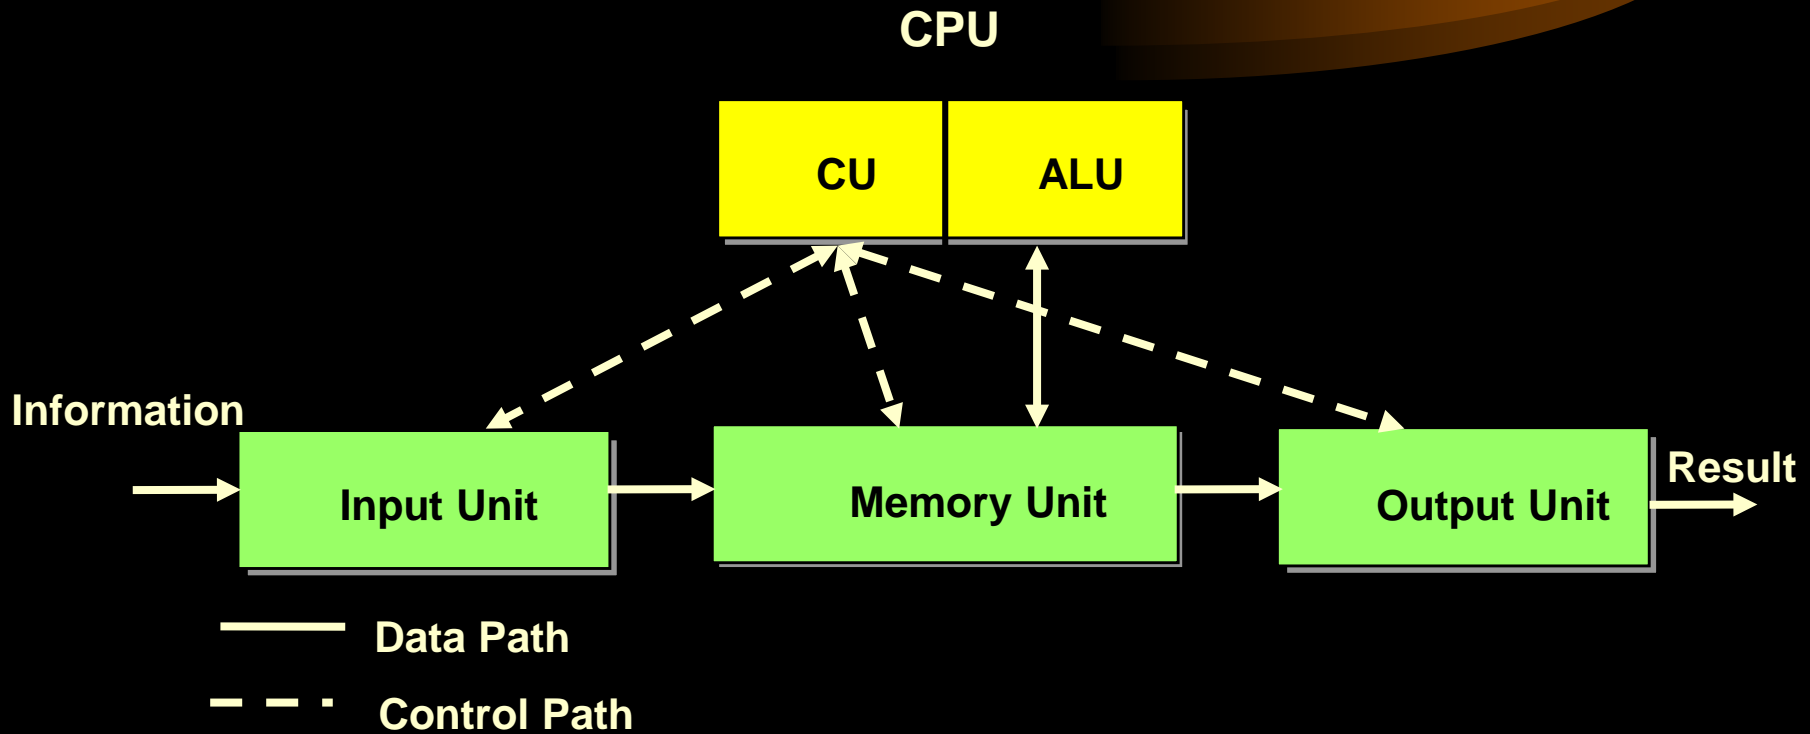 CPU
CU
ALU
Information
Input Unit
Memory Unit
Output Unit
Result
Data Path
Control Path